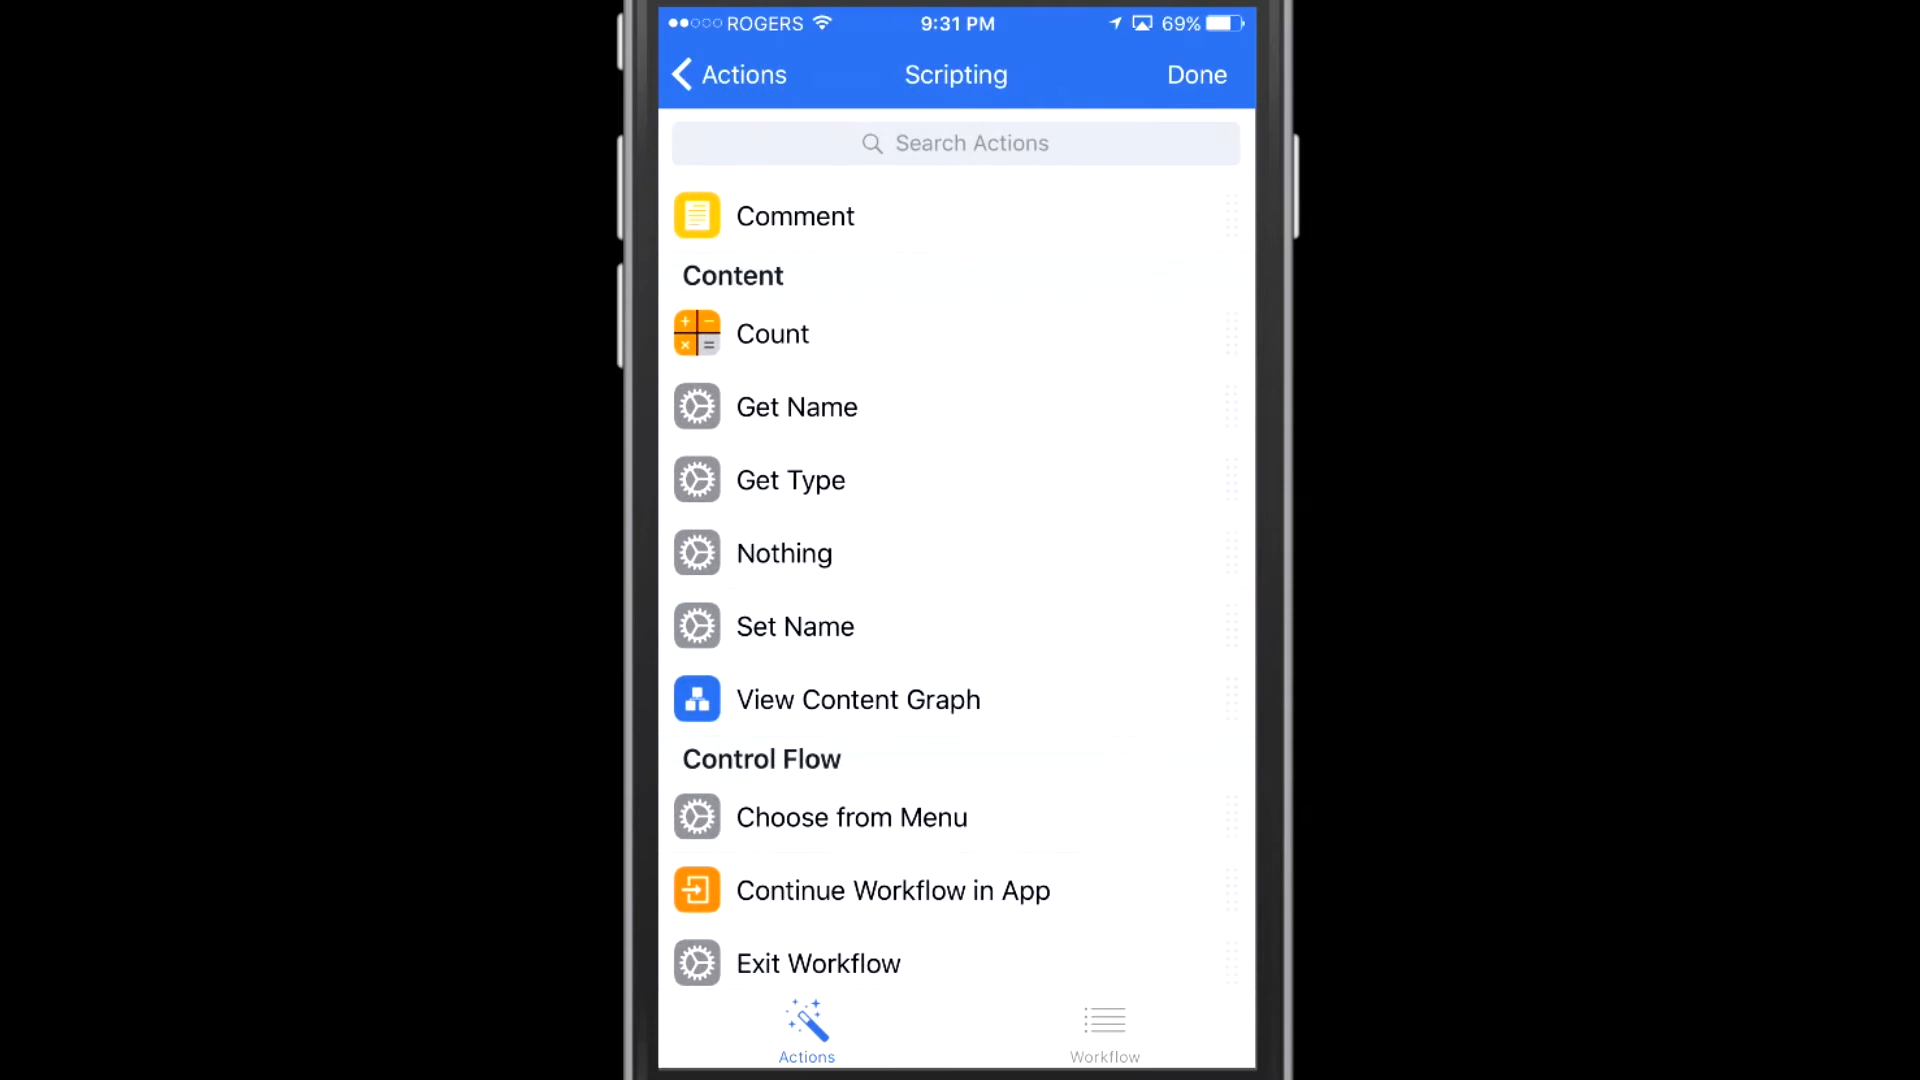 ROGERS 9:31 PM 69%
Actions Scripting Done
Search Actions
Comment
Content
Count
Get Name
Get Type
Nothing
Set Name
View Content Graph
Control Flow
Choose from Menu
Continue Workflow in App
Exit Workflow
Actions Workflow